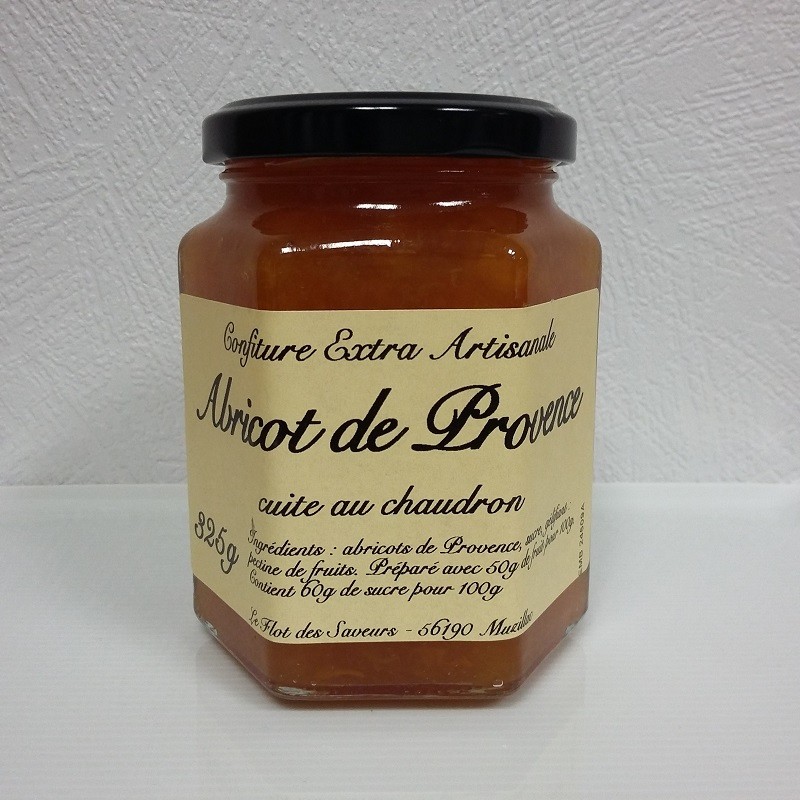 Confiture Extra Artisanale
Abricot de Provence
cuite au chaudron
325g
Ingrédients : abricots de Provence, sucre, gélifiant :
pectine de fruits. Préparé avec 50g de fruit pour 100g.
Contient 60g de sucre pour 100g
Le Flot des Saveurs - 56190 Muzillac
EMB 24509A